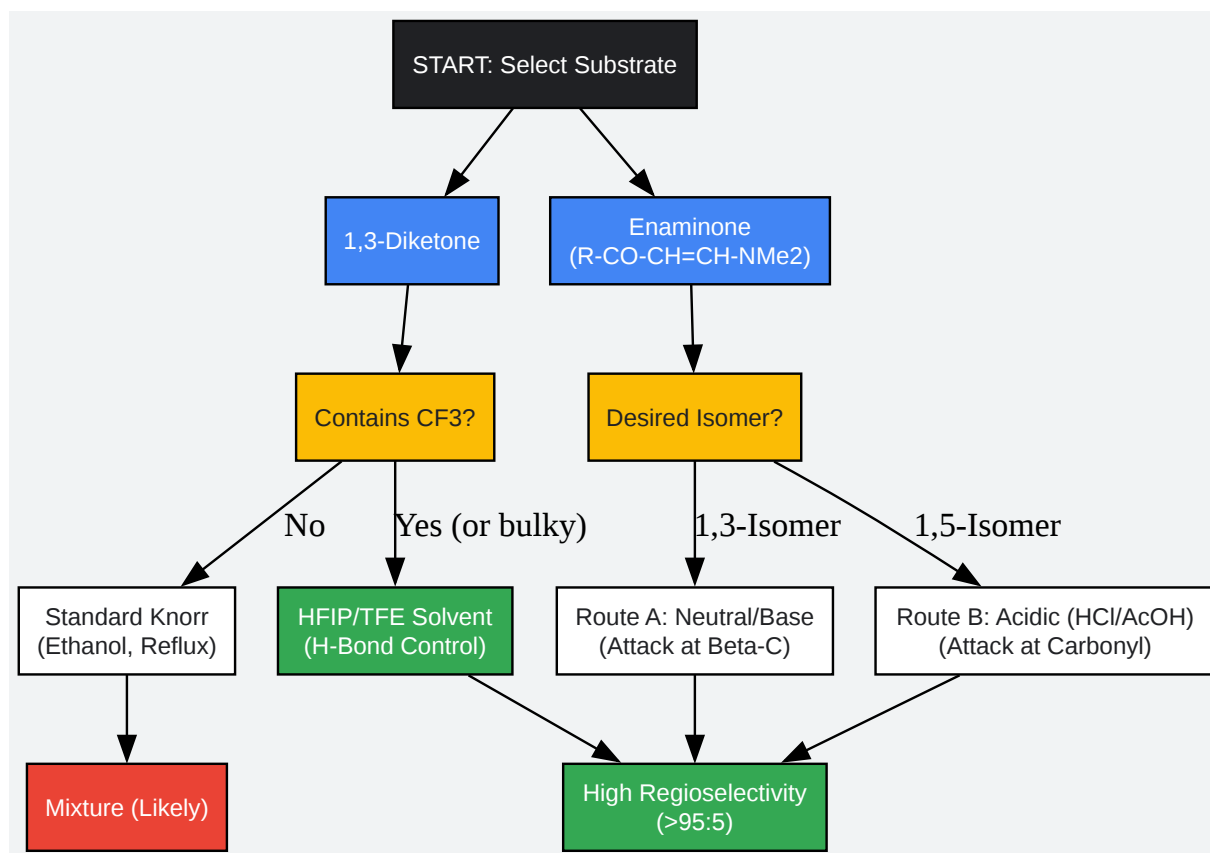 START: Select Substrate
1,3-Diketone
Enaminone
(R-CO-CH=CH-NMe2)
Contains CF3?
Desired Isomer?
No
Yes (or bulky)
1,3-Isomer
1,5-Isomer
Standard Knorr
(Ethanol, Reflux)
HFIP/TFE Solvent
(H-Bond Control)
Route A: Neutral/Base
(Attack at Beta-C)
Route B: Acidic (HCl/AcOH)
(Attack at Carbonyl)
Mixture (Likely)
High Regioselectivity
(>95:5)